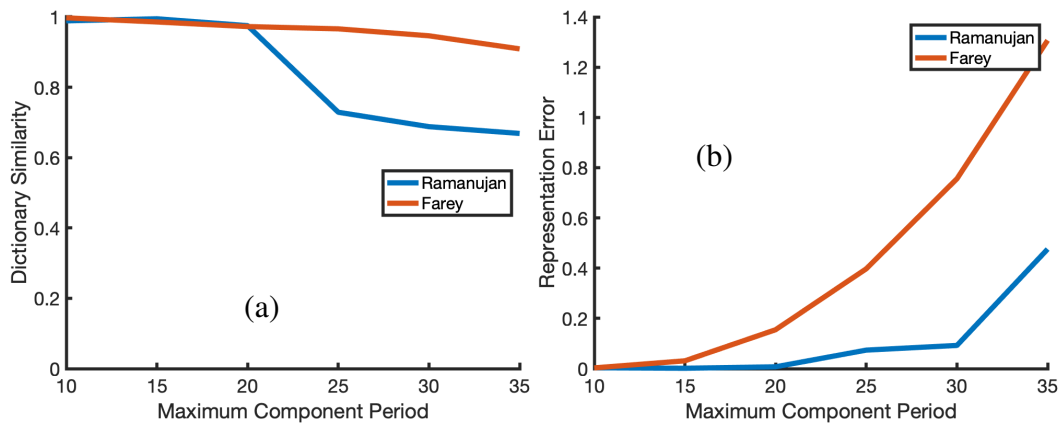 1
0.8
0.6
0.4
0.2
0
10
15
20
25
30
35
Dictionary Similarity
Maximum Component Period
Ramanujan
Farey
(a)
1.4
1.2
1
0.8
0.6
0.4
0.2
0
10
15
20
25
30
35
Representation Error
Maximum Component Period
Ramanujan
Farey
(b)